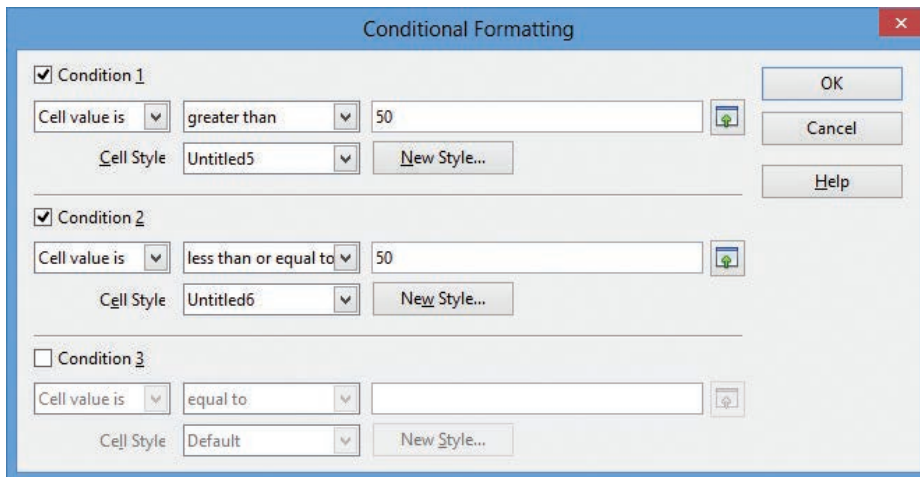 Conditional Formatting
x
Condition 1
Cell value is greater than 50
Cell Style Untitled5 New Style...
OK
Cancel
Help
Condition 2
Cell value is less than or equal to 50
Cell Style Untitled6 New Style...
Condition 3
Cell value is equal to
Cell Style Default New Style...